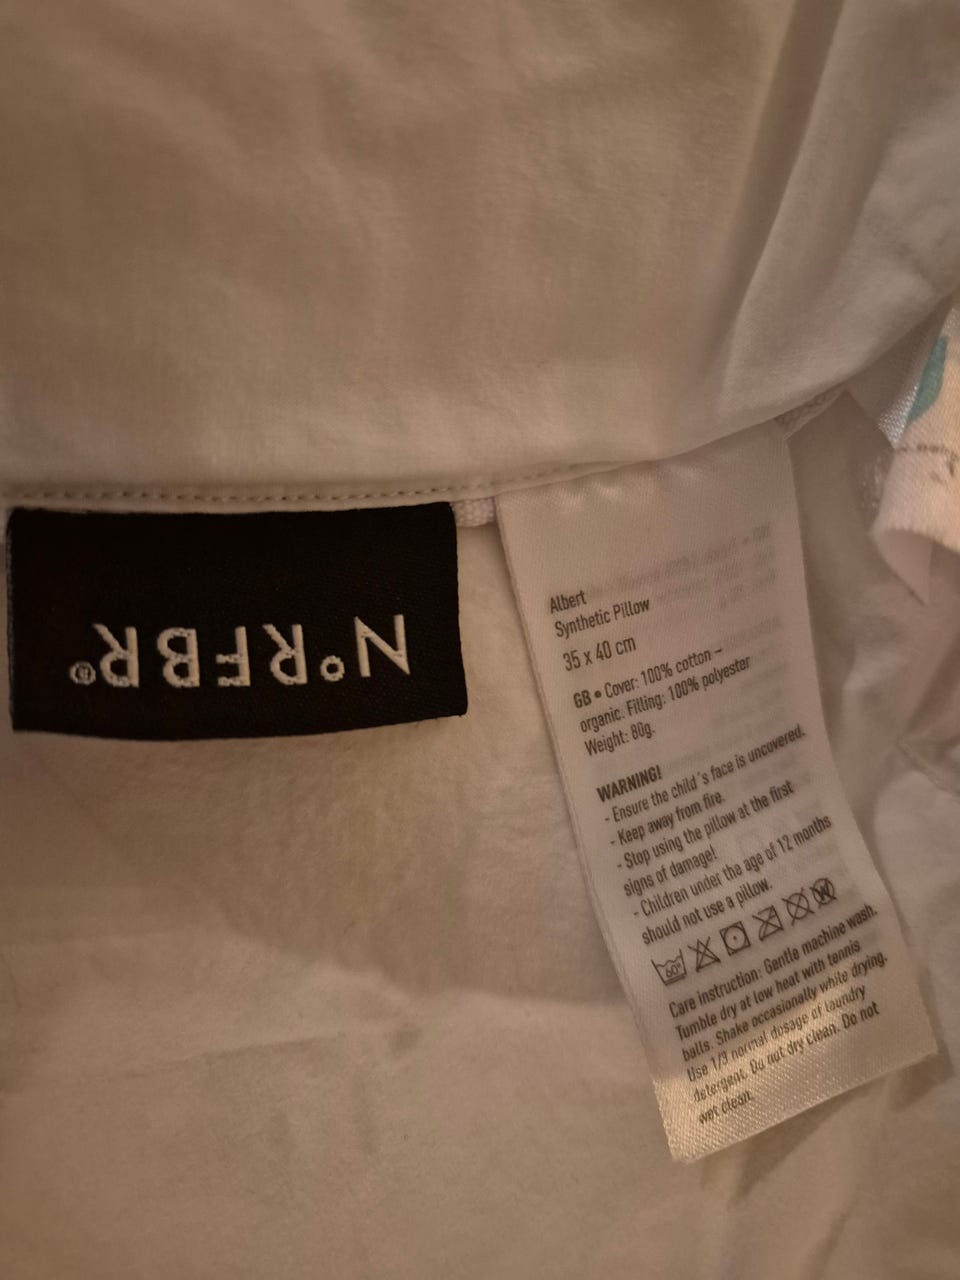 N°RFBR®
Albert
Synthetic Pillow
35 x 40 cm
GB • Cover: 100% cotton –
organic. Filling: 100% polyester
Weight: 80g.
WARNING!
- Ensure the child´s face is uncovered.
- Keep away from fire.
- Stop using the pillow at the first
signs of damage!
- Children under the age of 12 months
should not use a pillow.
60°
W
Care instruction: Gentle machine wash.
Tumble dry at low heat with tennis
balls. Shake occasionally while drying.
Use 1/3 normal dosage of laundry
detergent. Do not dry clean. Do not
wet clean.